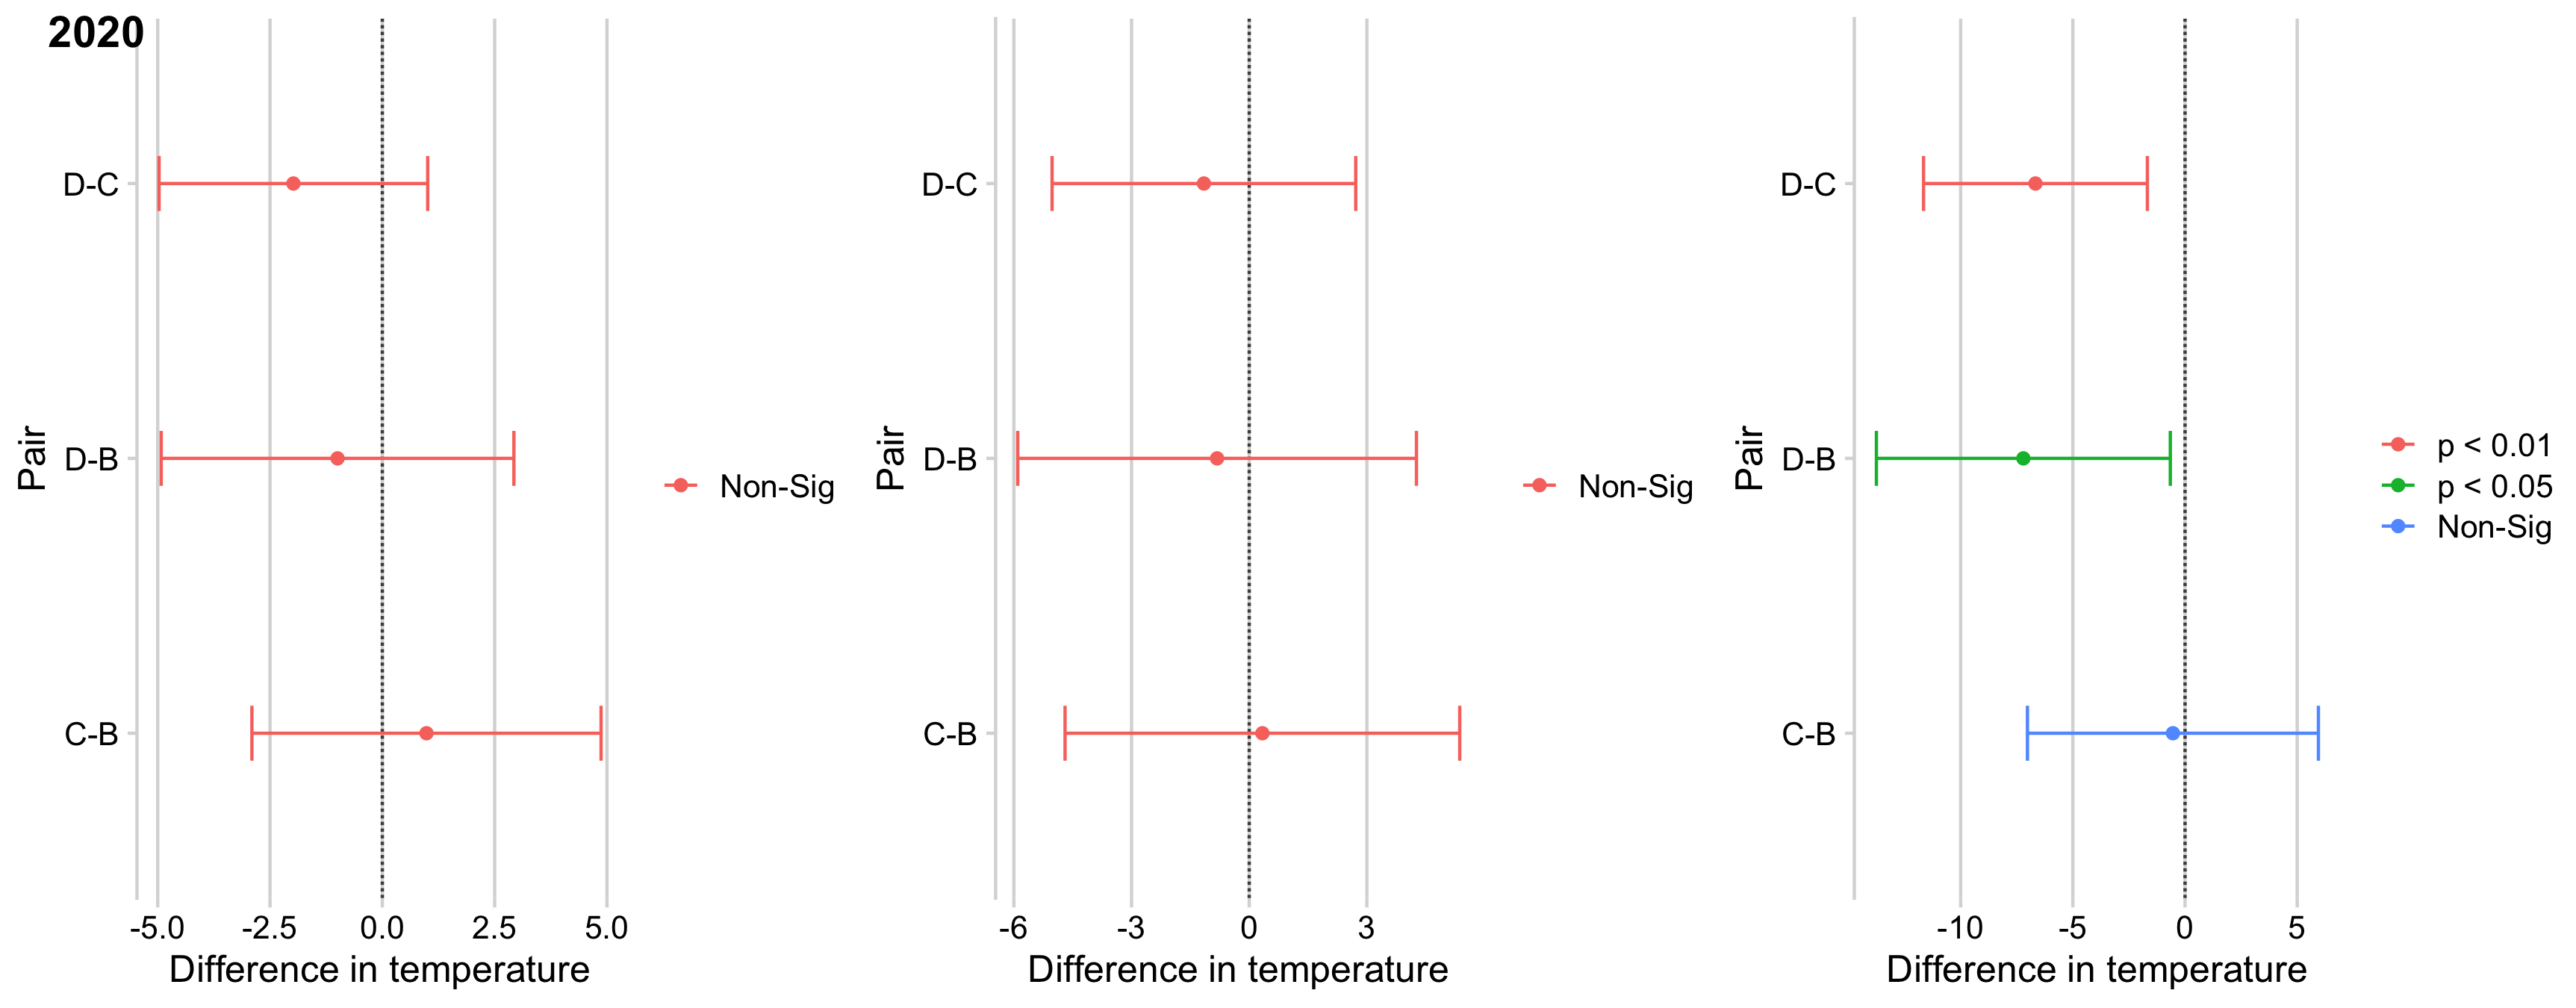 2020
Pair
D-C
D-B
C-B
-5.0 -2.5 0.0 2.5 5.0
Difference in temperature
Non-Sig
Pair
D-C
D-B
C-B
-6 -3 0 3
Difference in temperature
Non-Sig
Pair
D-C
D-B
C-B
-10 -5 0 5
Difference in temperature
p < 0.01
p < 0.05
Non-Sig